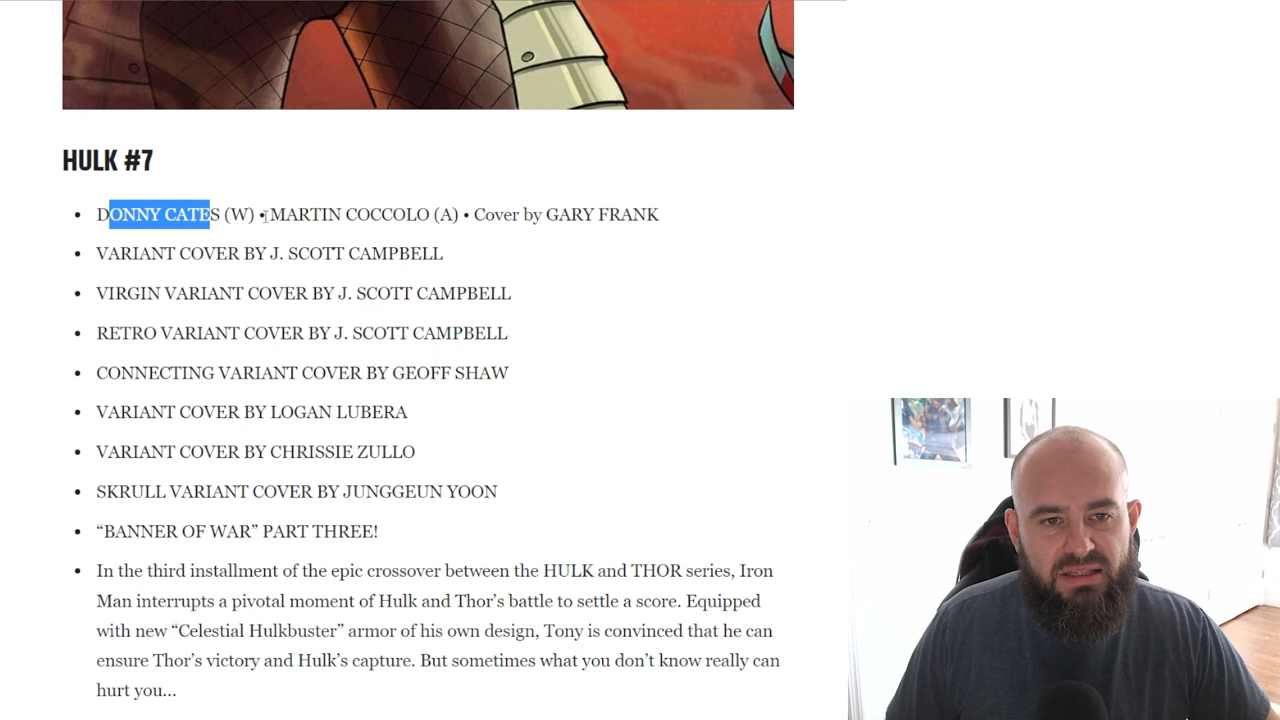 HULK #7
• DONNY CATES (W) • MARTIN COCCOLO (A) • Cover by GARY FRANK
• VARIANT COVER BY J. SCOTT CAMPBELL
• VIRGIN VARIANT COVER BY J. SCOTT CAMPBELL
• RETRO VARIANT COVER BY J. SCOTT CAMPBELL
• CONNECTING VARIANT COVER BY GEOFF SHAW
• VARIANT COVER BY LOGAN LUBERA
• VARIANT COVER BY CHRISSIE ZULLO
• SKRULL VARIANT COVER BY JUNGGEUN YOON
• “BANNER OF WAR” PART THREE!
• In the third installment of the epic crossover between the HULK and THOR series, Iron
Man interrupts a pivotal moment of Hulk and Thor’s battle to settle a score. Equipped
with new “Celestial Hulkbuster” armor of his own design, Tony is convinced that he can
ensure Thor’s victory and Hulk’s capture. But sometimes what you don’t know really can
hurt you…